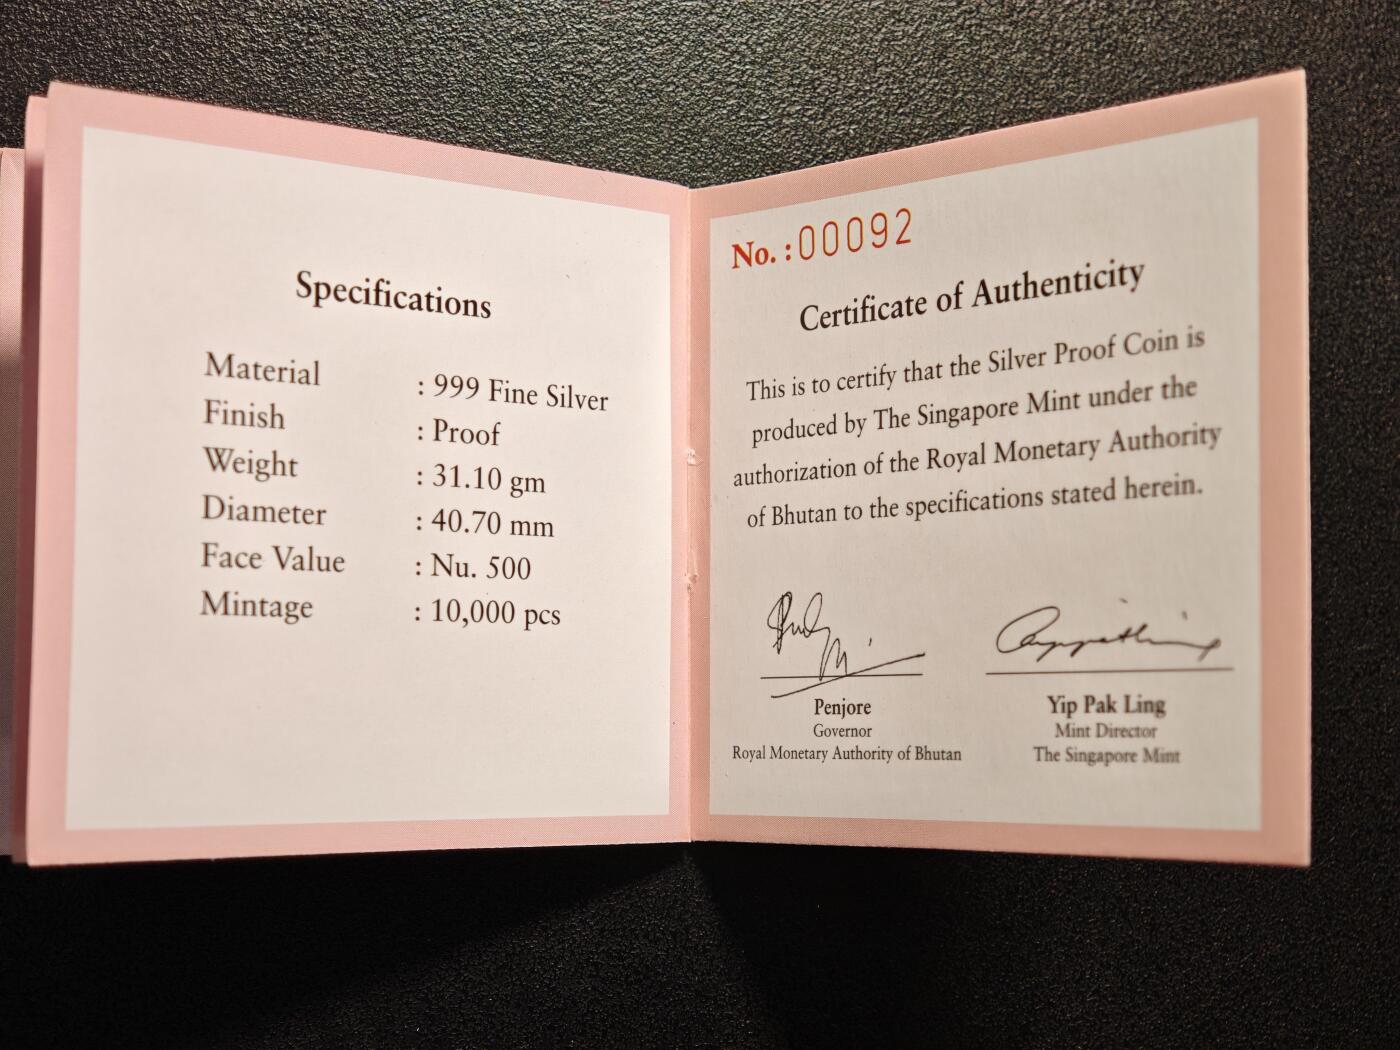 Specifications
Material : 999 Fine Silver
Finish : Proof
Weight : 31.10 gm
Diameter : 40.70 mm
Face Value : Nu. 500
Mintage : 10,000 pcs
No. : 00092
Certificate of Authenticity
This is to certify that the Silver Proof Coin is
produced by The Singapore Mint under the
authorization of the Royal Monetary Authority
of Bhutan to the specifications stated herein.
Penjore
Governor
Royal Monetary Authority of Bhutan
Yip Pak Ling
Mint Director
The Singapore Mint